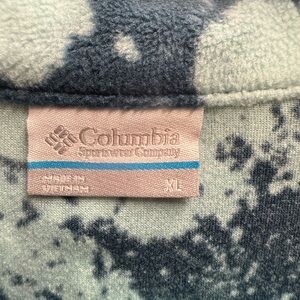 Columbia
Sportswear Company
MADE IN
VIETNAM
XL